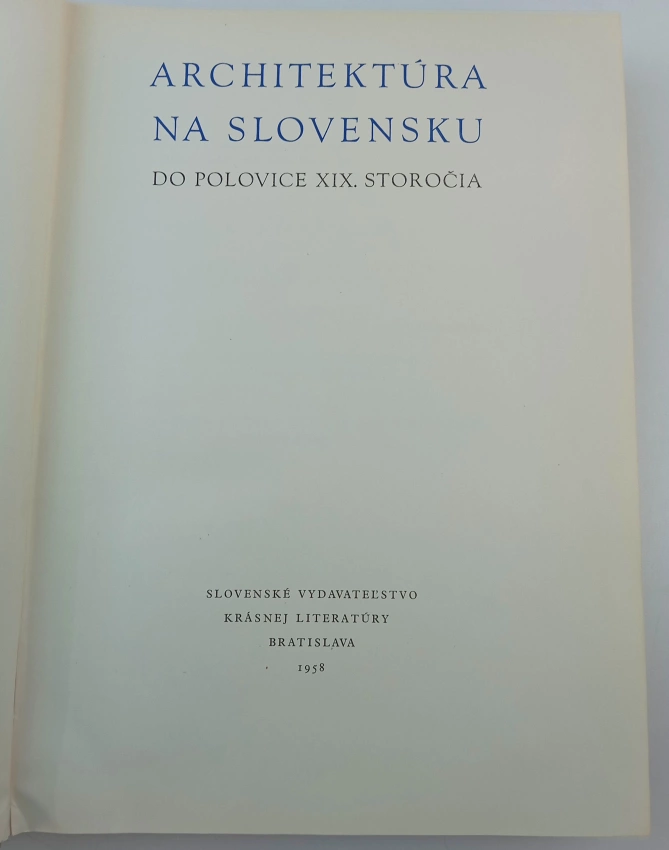 ARCHITEKTÚRA
NA SLOVENSKU
DO POLOVICE XIX. STOROČIA
SLOVENSKÉ VYDAVATEĽSTVO
KRÁSNEJ LITERATÚRY
BRATISLAVA
1958